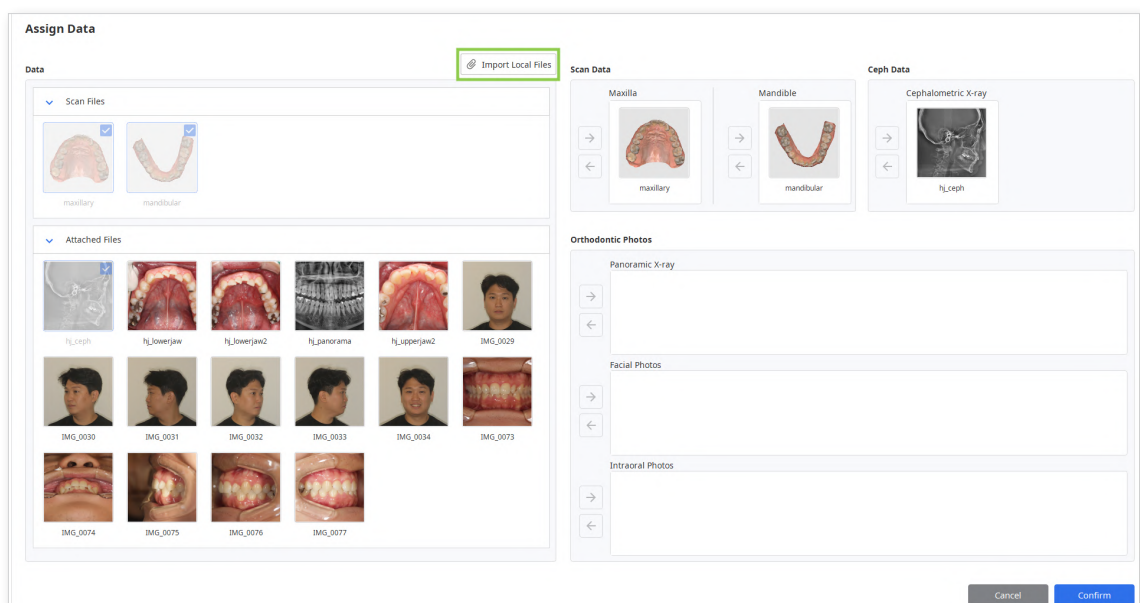 Assign Data
Data
Import Local Files
Scan Files
maxillary
mandibular
Attached Files
hj_ceph
hj_lowerjaw
hj_lowerjaw2
hj_panorama
hj_upperjaw2
IMG_0029
IMG_0030
IMG_0031
IMG_0032
IMG_0033
IMG_0034
IMG_0073
IMG_0074
IMG_0075
IMG_0076
IMG_0077
Scan Data
Maxilla
maxillary
Mandible
mandibular
Ceph Data
Cephalometric X-ray
hj_ceph
Orthodontic Photos
Panoramic X-ray
Facial Photos
Intraoral Photos
Cancel
Confirm